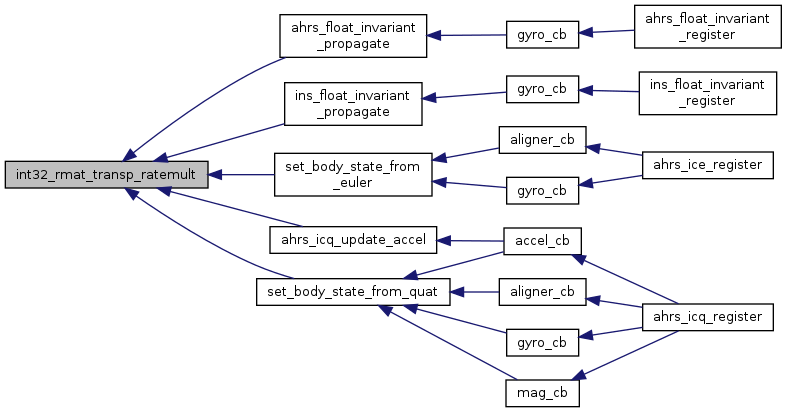 int32_rmat_transp_ratemult
ahrs_float_invariant
_propagate
gyro_cb
ahrs_float_invariant
_register
ins_float_invariant
_propagate
gyro_cb
ins_float_invariant
_register
set_body_state_from
_euler
aligner_cb
gyro_cb
ahrs_ice_register
ahrs_icq_update_accel
accel_cb
set_body_state_from_quat
aligner_cb
gyro_cb
mag_cb
ahrs_icq_register